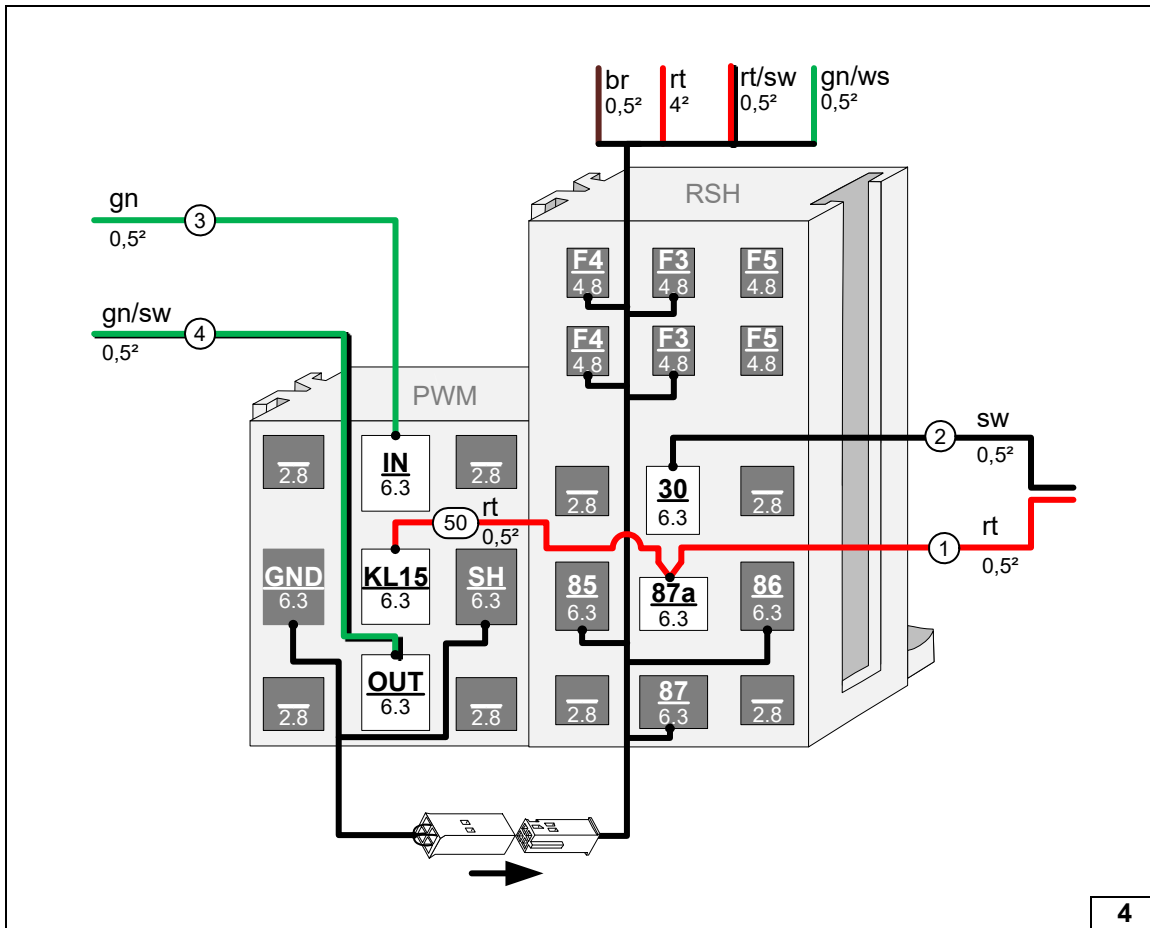 br
0,5²
rt
4²
rt/sw
0,5²
gn/ws
0,5²
RSH
gn
3
0,5²
F4
4.8
F3
4.8
F5
4.8
gn/sw
4
0,5²
F4
4.8
F3
4.8
F5
4.8
PWM
sw
2
0,5²
2.8
IN
6.3
2.8
2.8
30
6.3
2.8
50
rt
0,5²
rt
1
0,5²
GND
6.3
KL15
6.3
SH
6.3
85
6.3
87a
6.3
86
6.3
2.8
OUT
6.3
2.8
2.8
87
6.3
2.8
4